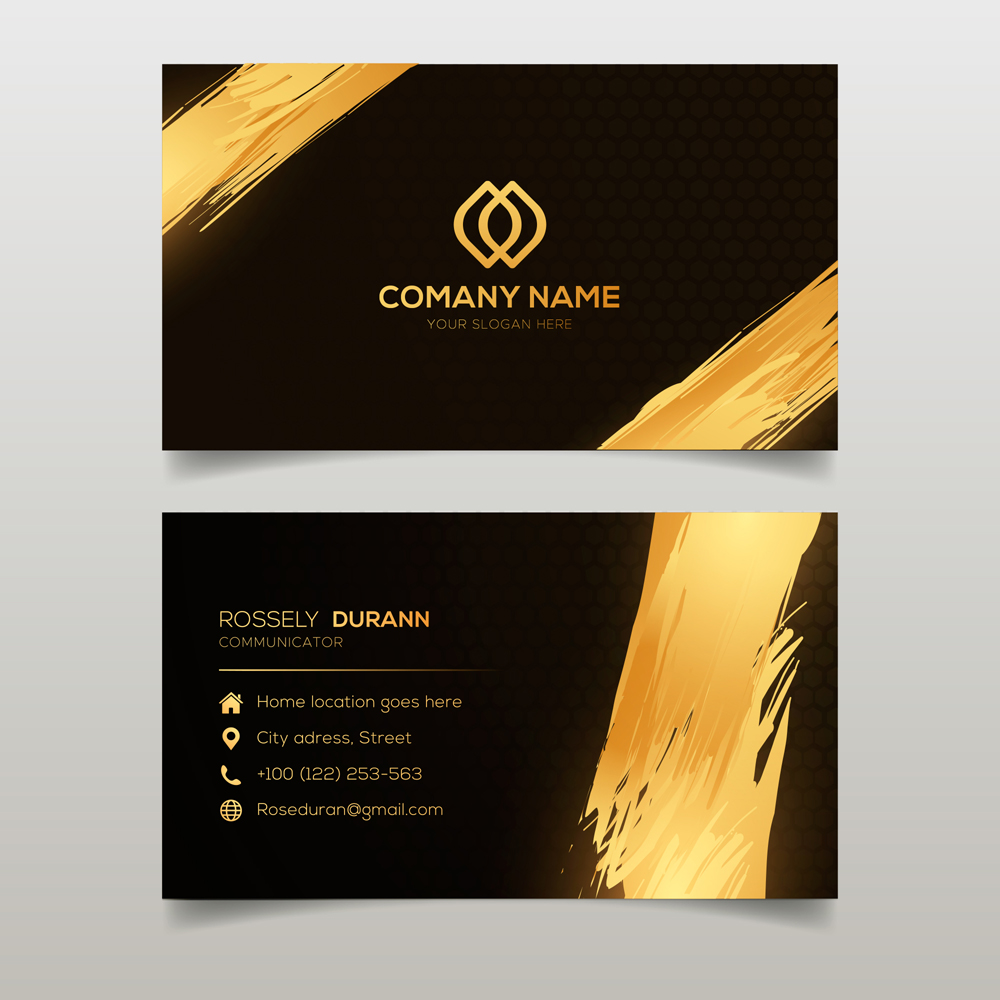 COMANY NAME
YOUR SLOGAN HERE
ROSSELY DURANN
COMMUNICATOR
Home location goes here
City adress, Street
+100 (122) 253-563
Roseduran@gmail.com